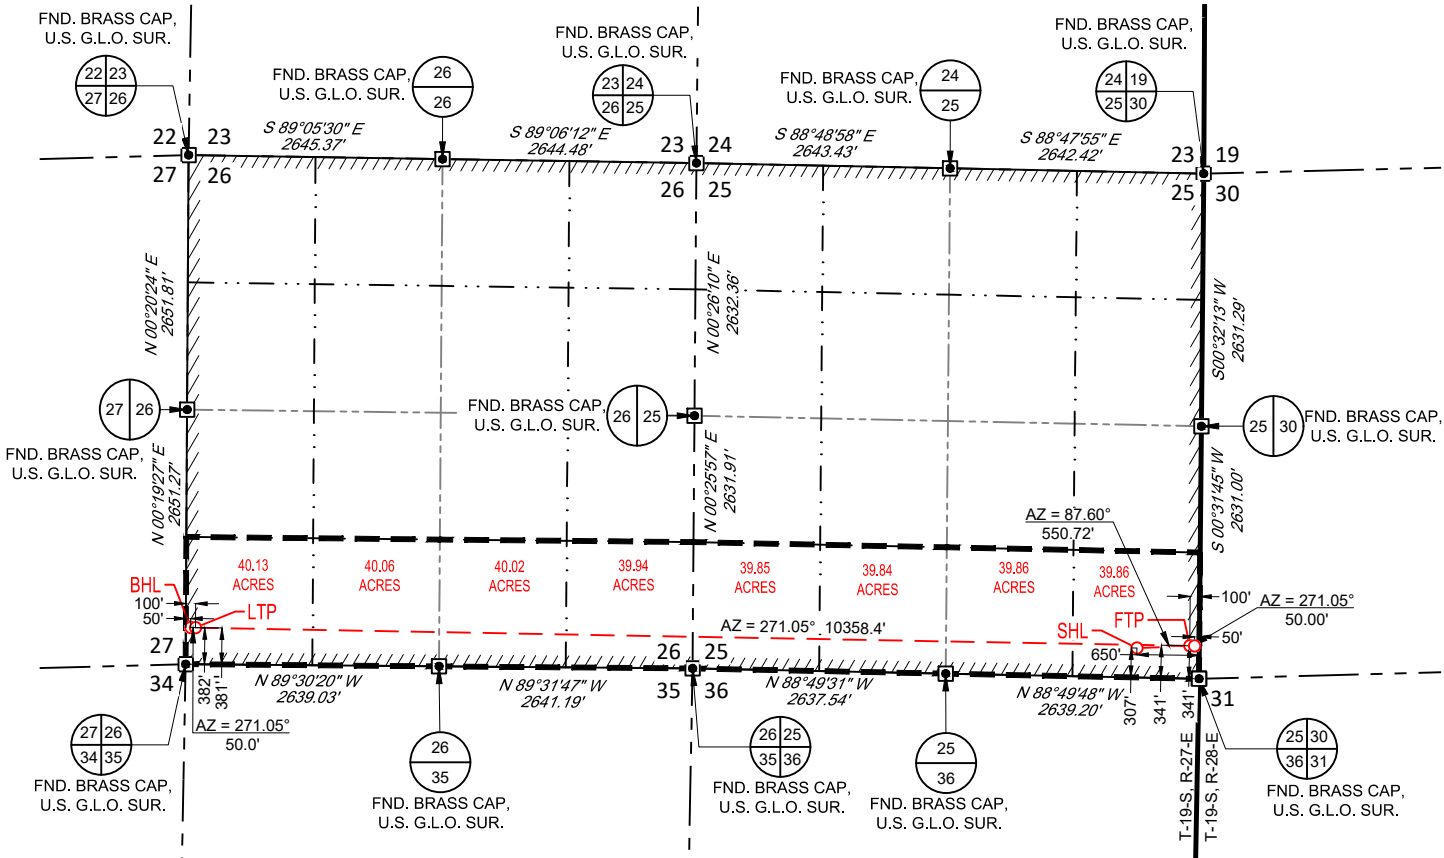 FND. BRASS CAP,
U.S. G.L.O. SUR.
22 23
27 26
FND. BRASS CAP,
U.S. G.L.O. SUR.
26
26
FND. BRASS CAP,
U.S. G.L.O. SUR.
23 24
26 25
FND. BRASS CAP,
U.S. G.L.O. SUR.
24
25
FND. BRASS CAP,
U.S. G.L.O. SUR.
24 19
25 30
22 23
27 26
S 89°05'30" E
2645.37'
S 89°06'12" E
2644.48'
23 24
26 25
S 88°48'58" E
2643.43'
S 88°47'55" E
2642.42'
23 19
25 30
N 00°20'24" E
2651.81'
N 00°26'10" E
2632.36'
S00°32'13" W
2631.29'
27 26
FND. BRASS CAP,
U.S. G.L.O. SUR.
FND. BRASS CAP,
U.S. G.L.O. SUR.
26 25
25 30
FND. BRASS CAP,
U.S. G.L.O. SUR.
N 00°19'27" E
2651.27'
N 00°25'57" E
2631.91'
S 00°31'45" W
2631.00'
AZ = 87.60°
550.72'
40.13
ACRES
40.06
ACRES
40.02
ACRES
39.94
ACRES
39.85
ACRES
39.84
ACRES
39.86
ACRES
39.86
ACRES
BHL
100'
50'
LTP
AZ = 271.05° 10358.4'
SHL
FTP
650'
100'
50'
AZ = 271.05°
50.00'
27
34
382'
381'
AZ = 271.05°
50.0'
N 89°30'20" W
2639.03'
N 89°31'47" W
2641.19'
26 25
35 36
N 88°49'31" W
2637.54'
N 88°49'48" W
2639.20'
307'
341'
341'
31
27 26
34 35
FND. BRASS CAP,
U.S. G.L.O. SUR.
26
35
FND. BRASS CAP,
U.S. G.L.O. SUR.
26 25
35 36
FND. BRASS CAP,
U.S. G.L.O. SUR.
25
36
FND. BRASS CAP,
U.S. G.L.O. SUR.
T-19-S, R-27-E
T-19-S, R-28-E
25 30
36 31
FND. BRASS CAP,
U.S. G.L.O. SUR.